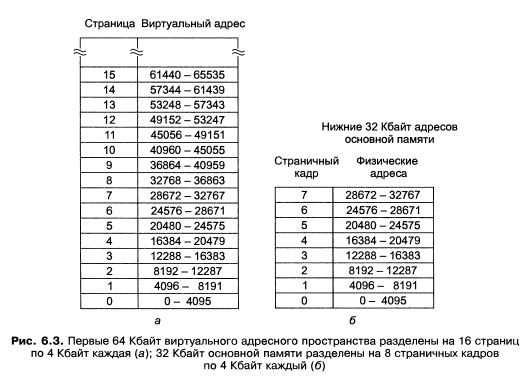 Страница Виртуальный адрес
15 61440 – 65535
14 57344 – 61439
13 53248 – 57343
12 49152 – 53247
11 45056 – 49151
10 40960 – 45055
9 36864 – 40959
8 32768 – 36863
7 28672 – 32767
6 24576 – 28671
5 20480 – 24575
4 16384 – 20479
3 12288 – 16383
2 8192 – 12287
1 4096 – 8191
0 0 – 4095
а
Нижние 32 Кбайт адресов
основной памяти
Страничный Физические
кадр адреса
7 28672 – 32767
6 24576 – 28671
5 20480 – 24575
4 16384 – 20479
3 12288 – 16383
2 8192 – 12287
1 4096 – 8191
0 0 – 4095
б
Рис. 6.3. Первые 64 Кбайт виртуального адресного пространства разделены на 16 страниц
по 4 Кбайт каждая (а); 32 Кбайт основной памяти разделены на 8 страничных кадров
по 4 Кбайт каждый (б)